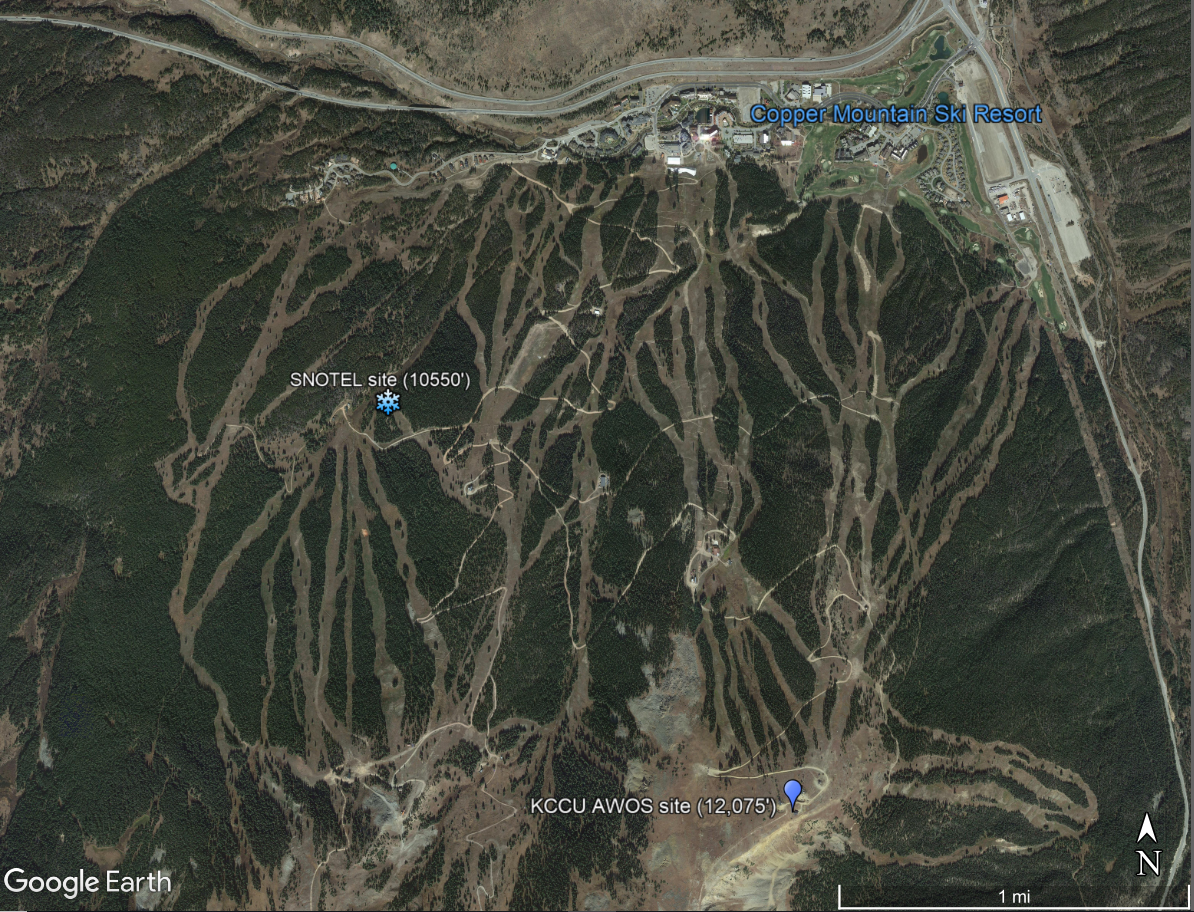 Copper Mountain Ski Resort
SNOTEL site (10550')
KCCU AWOS site (12,075')
N
Google Earth
1 mi